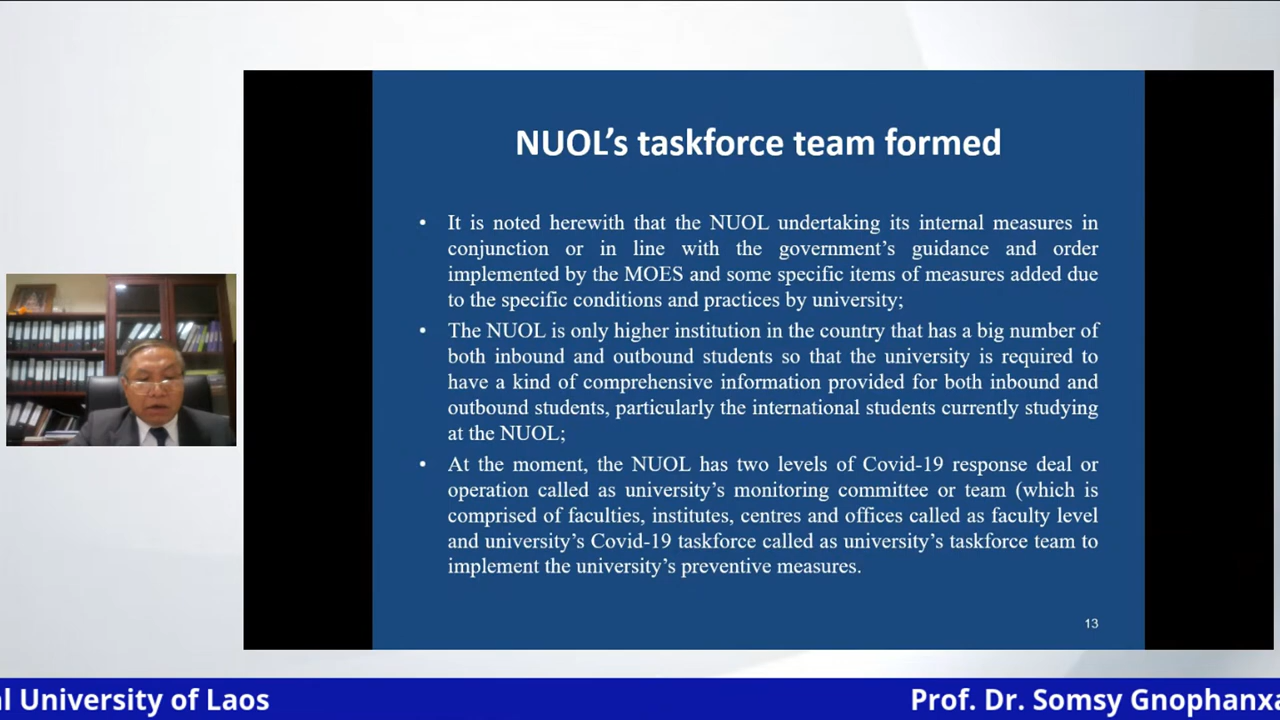 NUOL's taskforce team formed
• It is noted herewith that the NUOL undertaking its internal measures in
conjunction or in line with the government's guidance and order
implemented by the MOES and some specific items of measures added due
to the specific conditions and practices by university;
• The NUOL is only higher institution in the country that has a big number of
both inbound and outbound students so that the university is required to
have a kind of comprehensive information provided for both inbound and
outbound students, particularly the international students currently studying
at the NUOL;
• At the moment, the NUOL has two levels of Covid-19 response deal or
operation called as university's monitoring committee or team (which is
comprised of faculties, institutes, centres and offices called as faculty level
and university's Covid-19 taskforce called as university's taskforce team to
implement the university's preventive measures.
13
al University of Laos Prof. Dr. Somsy Gnophanxa